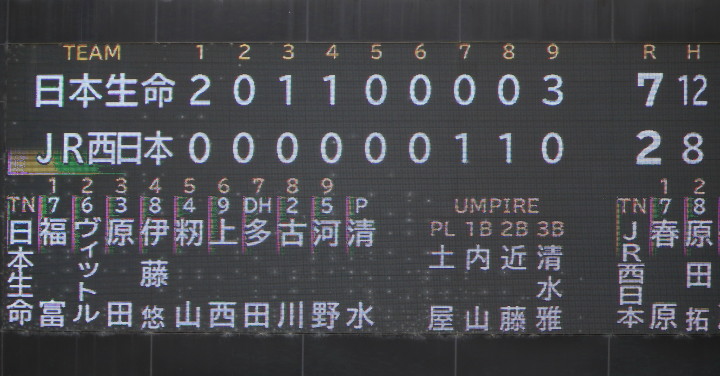 TEAM 1 2 3 4 5 6 7 8 9 R H
日本生命 2 0 1 1 0 0 0 0 3 7 12
JR西日本 0 0 0 0 0 0 1 1 0 2 8
1 2 3 4 5 6 7 8 9
TN 7 6 3 8 4 9 DH 2 5 P
日本生命 福富 ヴィットル 原田 伊藤悠 籾山 上西 多田 古川 河野 清水
UMPIRE
PL 1B 2B 3B
土屋 内山 近藤 清水雅
1 2
TN 7 8
JR西日本 春原 原田拓